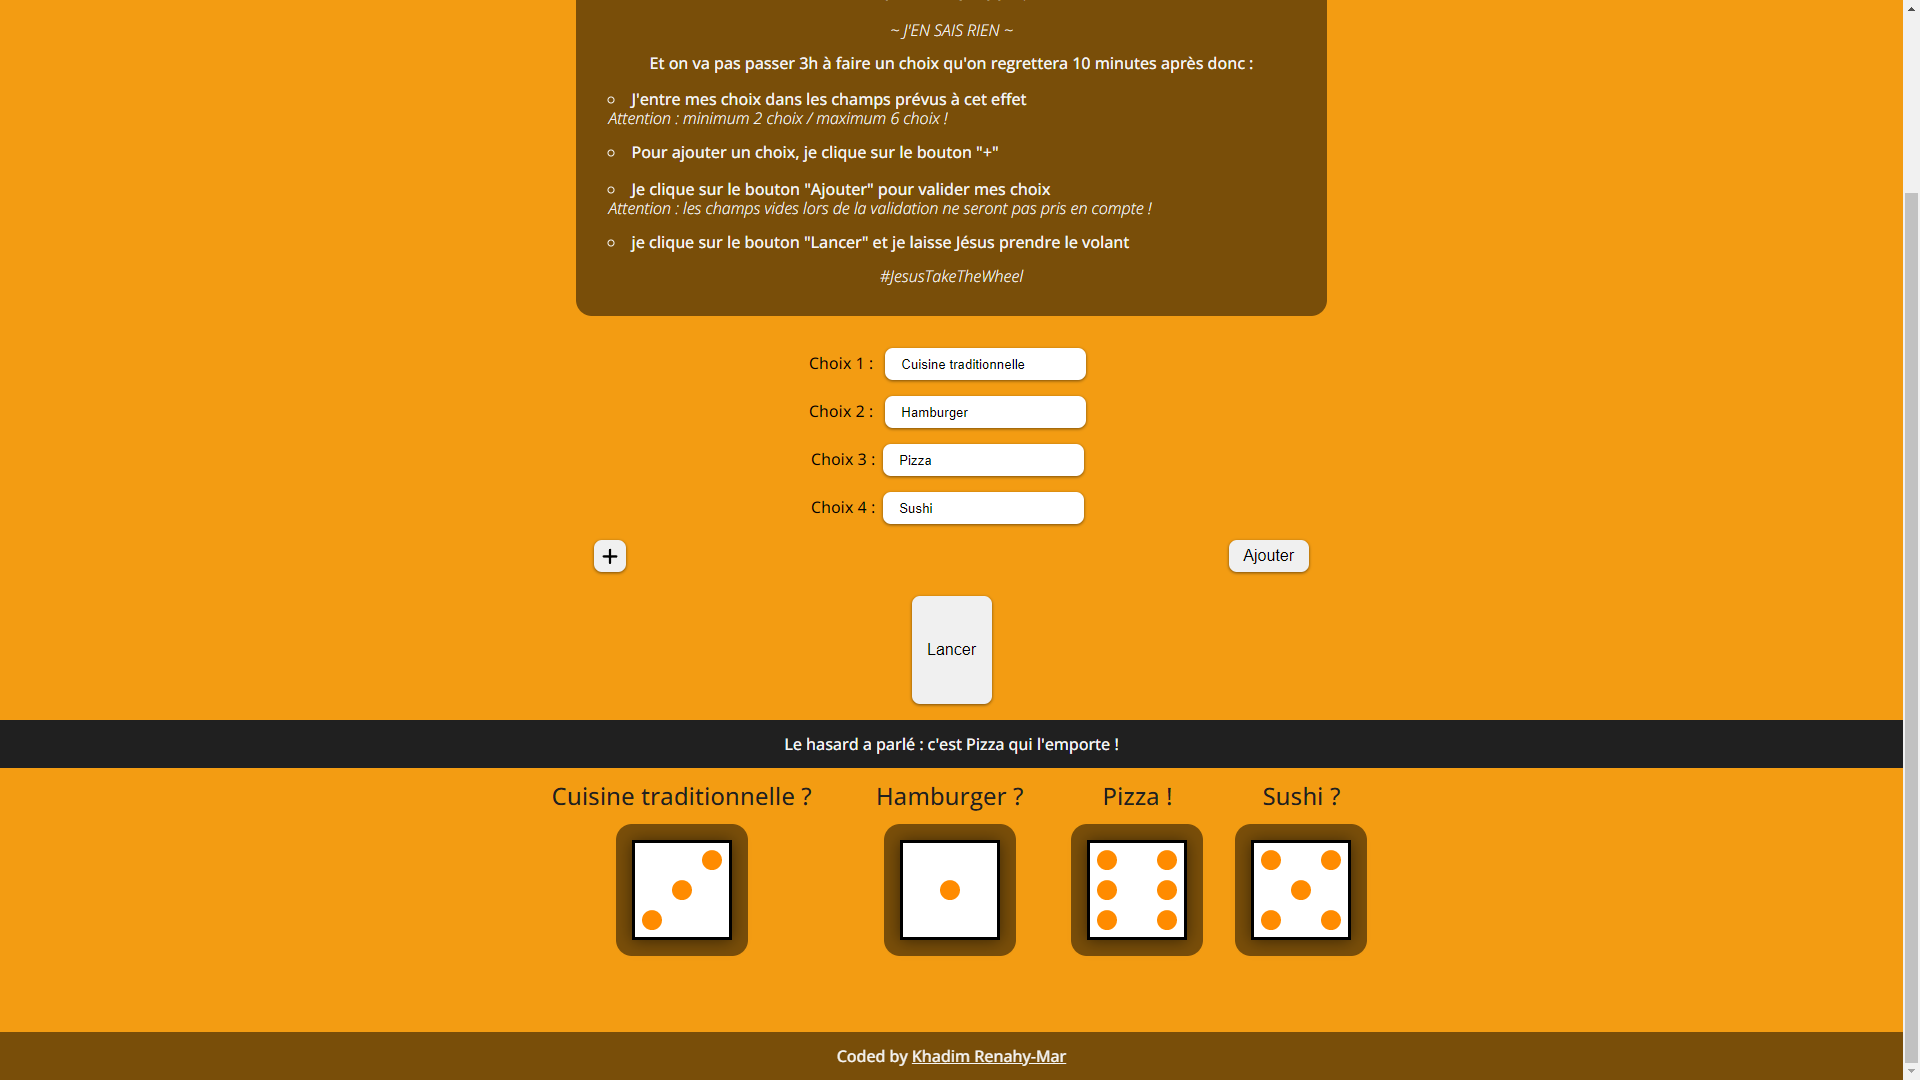 ~ J'EN SAIS RIEN ~
Et on va pas passer 3h à faire un choix qu'on regrettera 10 minutes après donc :
J'entre mes choix dans les champs prévus à cet effet
Attention : minimum 2 choix / maximum 6 choix !
Pour ajouter un choix, je clique sur le bouton "+"
Je clique sur le bouton "Ajouter" pour valider mes choix
Attention : les champs vides lors de la validation ne seront pas pris en compte !
je clique sur le bouton "Lancer" et je laisse Jésus prendre le volant
#JesusTakeTheWheel
Choix 1 : Cuisine traditionnelle
Choix 2 : Hamburger
Choix 3 : Pizza
Choix 4 : Sushi
+ Ajouter
Lancer
Le hasard a parlé : c'est Pizza qui l'emporte !
Cuisine traditionnelle ? Hamburger ? Pizza ! Sushi ?
Coded by Khadim Renahy-Mar